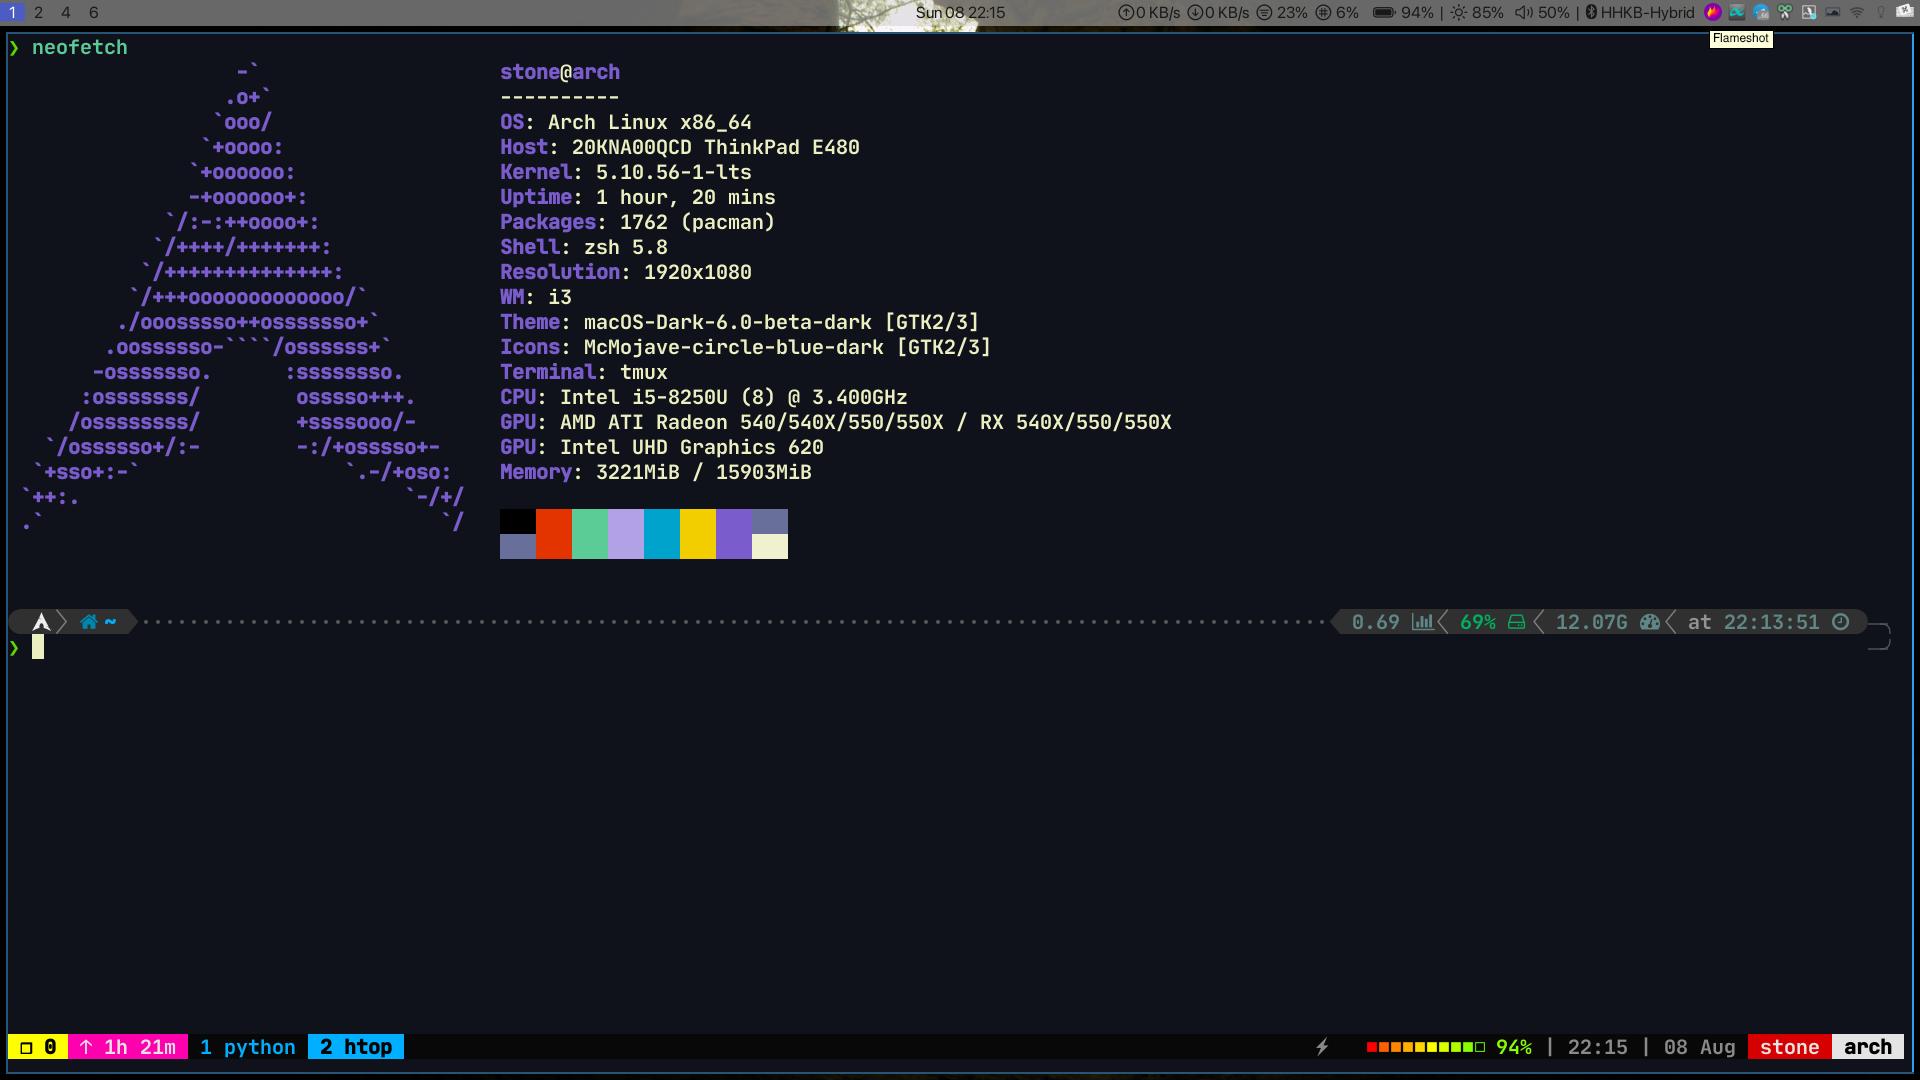 1 2 4 6 Sun 08 22:15 0 KB/s 0 KB/s 23% 6% 94% | 85% 50% | HHKB-Hybrid
Flameshot
❯ neofetch
-` stone@arch
.o+` ----------
`ooo/ OS: Arch Linux x86_64
`+oooo: Host: 20KNA00QCD ThinkPad E480
`+oooooo: Kernel: 5.10.56-1-lts
-+oooooo+: Uptime: 1 hour, 20 mins
`/:-:++oooo+: Packages: 1762 (pacman)
`/++++/+++++++: Shell: zsh 5.8
`/++++++++++++++: Resolution: 1920x1080
`/+++ooooooooooooo/` WM: i3
./ooosssso++osssssso+` Theme: macOS-Dark-6.0-beta-dark [GTK2/3]
.oossssso-````/ossssss+` Icons: McMojave-circle-blue-dark [GTK2/3]
-osssssso. :ssssssso. Terminal: tmux
:osssssss/ osssso+++. CPU: Intel i5-8250U (8) @ 3.400GHz
/ossssssss/ +ssssooo/- GPU: AMD ATI Radeon 540/540X/550/550X / RX 540X/550/550X
`/ossssso+/:- -:/+osssso+- GPU: Intel UHD Graphics 620
`+sso+:-` `.-/+oso: Memory: 3221MiB / 15903MiB
`++:. `-/+/
.` `/
~ 0.69 69% 12.07G at 22:13:51
❯
❐ 0 ↑ 1h 21m 1 python 2 htop 94% | 22:15 | 08 Aug stone arch